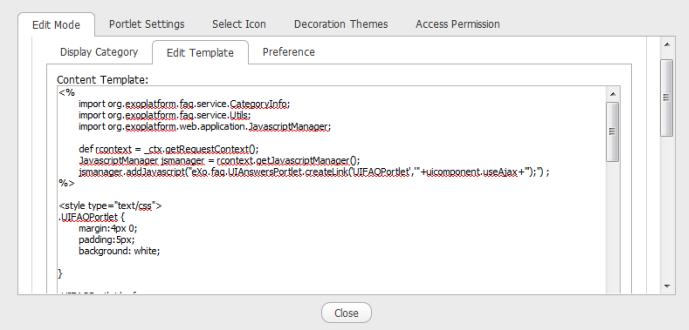 Edit Mode Portlet Settings Select Icon Decoration Themes Access Permission
Display Category Edit Template Preference
Content Template:
<%
import org.exoplatform.faq.service.CategoryInfo;
import org.exoplatform.faq.service.Utils;
import org.exoplatform.web.application.JavascriptManager;
def rcontext = _ctx.getRequestContext();
JavascriptManager jsmanager = rcontext.getJavascriptManager();
jsmanager.addJavascript("eXo.faq.UIAnswersPortlet.createLink('UIFAQPortlet','"+uicomponent.useAjax+"');") ;
%>
<style type="text/css">
.UIFAQPortlet {
margin:4px 0;
padding:5px;
background: white;
}
Close